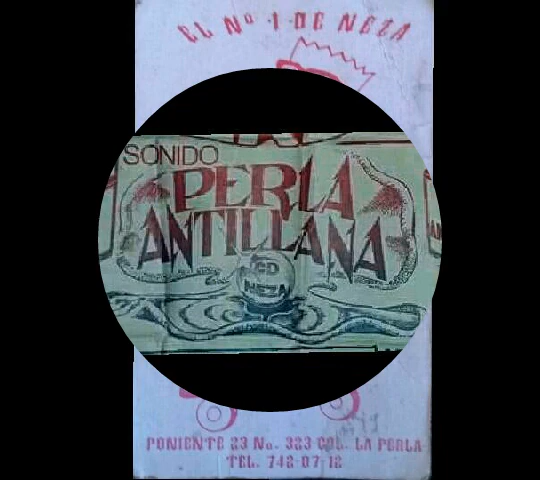 EL No. 1 DE NEZA
SONIDO
PERLA
ANTILLANA
CD
NEZA
PONIENTE 23 No. 323 COL. LA PERLA
TEL. 742 07 12